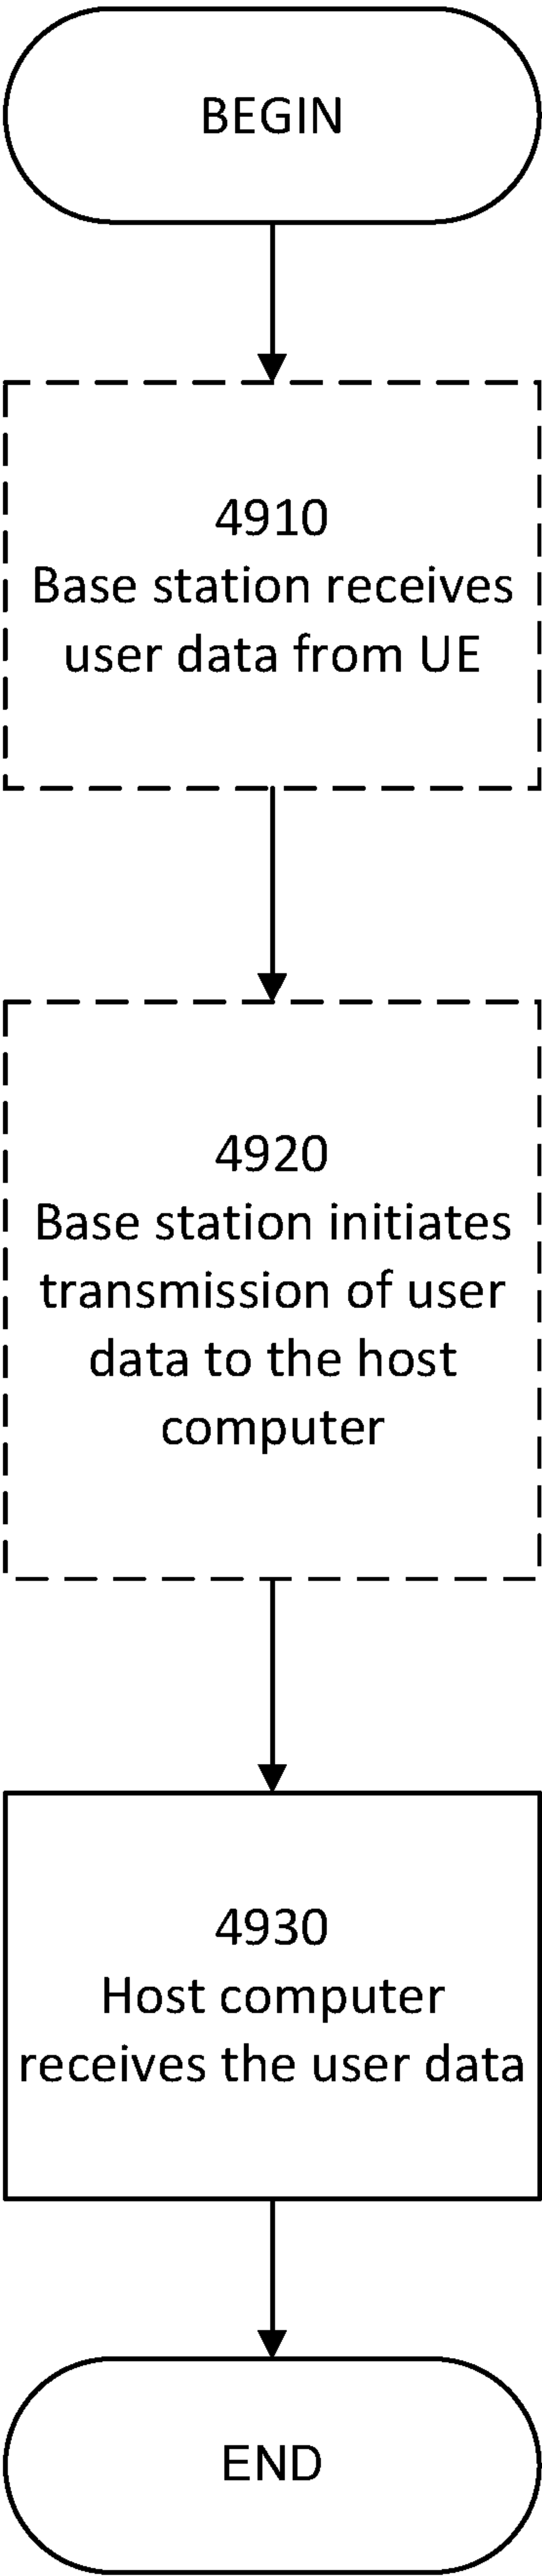 BEGIN
4910
Base station receives
user data from UE
4920
Base station initiates
transmission of user
data to the host
computer
4930
Host computer
receives the user data
END